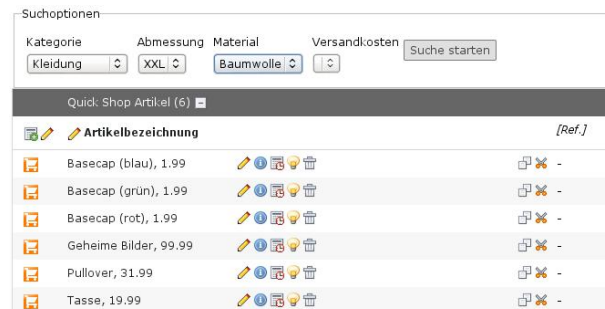 Suchoptionen
Kategorie Abmessung Material Versandkosten
Kleidung XXL Baumwolle Suche starten
Quick Shop Artikel (6)
Artikelbezeichnung [Ref.]
Basecap (blau), 1.99 -
Basecap (grün), 1.99 -
Basecap (rot), 1.99 -
Geheime Bilder, 99.99 -
Pullover, 31.99 -
Tasse, 19.99 -